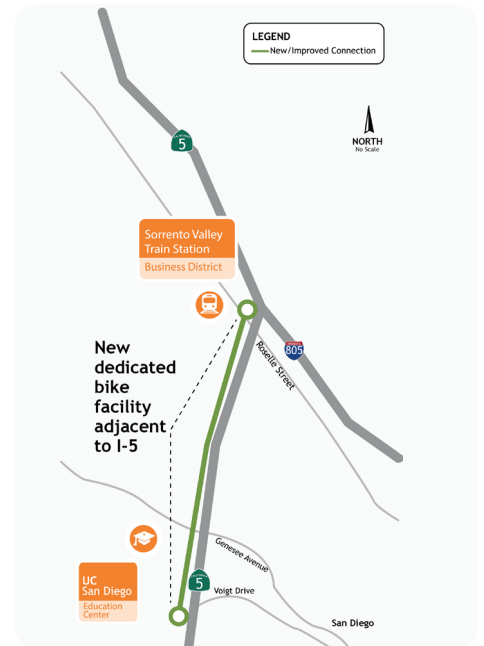 LEGEND
New/Improved Connection
5
NORTH
No Scale
Sorrento Valley
Train Station
Business District
805
Roselle Street
New
dedicated
bike
facility
adjacent
to I-5
Genesee Avenue
UC
San Diego
Education
Center
5
Voigt Drive
San Diego